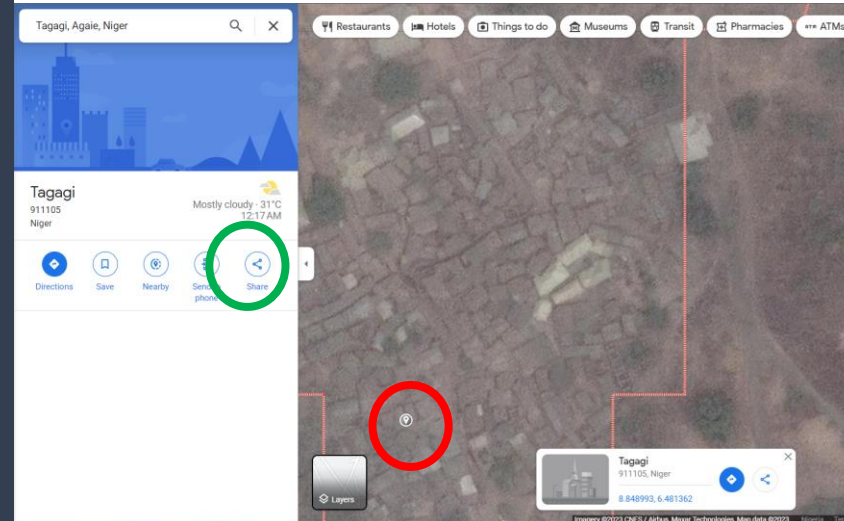 Tagagi, Agaie, Niger
Restaurants
Hotels
Things to do
Museums
Transit
Pharmacies
ATMs
Tagagi
911105
Niger
Mostly cloudy · 31°C
12:17 AM
Directions
Save
Nearby
Send
phone
Share
Layers
Tagagi
911105, Niger
8.848993, 6.481362
Imagery ©2023 CNES / Airbus, Maxar Technologies, Map data ©2023
Nigeria